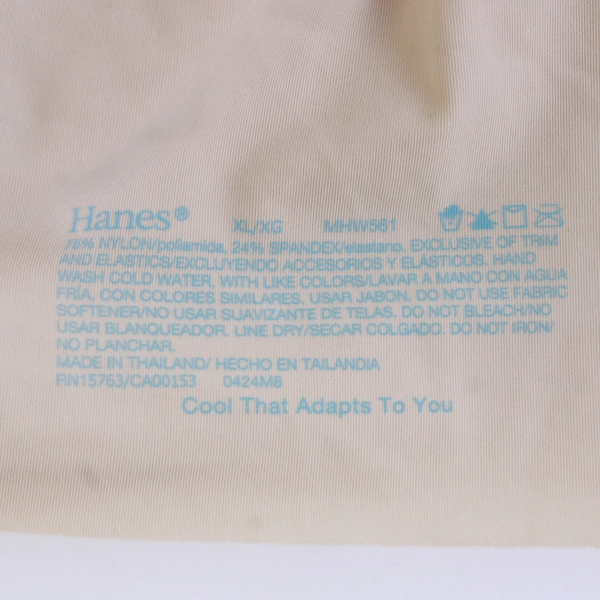 Hanes® XL/XG MHW561
76% NYLON/poliamida, 24% SPANDEX/elastano. EXCLUSIVE OF TRIM
AND ELASTICS/EXCLUYENDO ACCESORIOS Y ELÁSTICOS. HAND
WASH COLD WATER, WITH LIKE COLORS/LAVAR A MANO CON AGUA
FRÍA, CON COLORES SIMILARES, USAR JABON. DO NOT USE FABRIC
SOFTENER/NO USAR SUAVIZANTE DE TELAS. DO NOT BLEACH/NO
USAR BLANQUEADOR. LINE DRY/SECAR COLGADO. DO NOT IRON/
NO PLANCHAR.
MADE IN THAILAND/ HECHO EN TAILANDIA
RN15763/CA00153 0424M8
Cool That Adapts To You